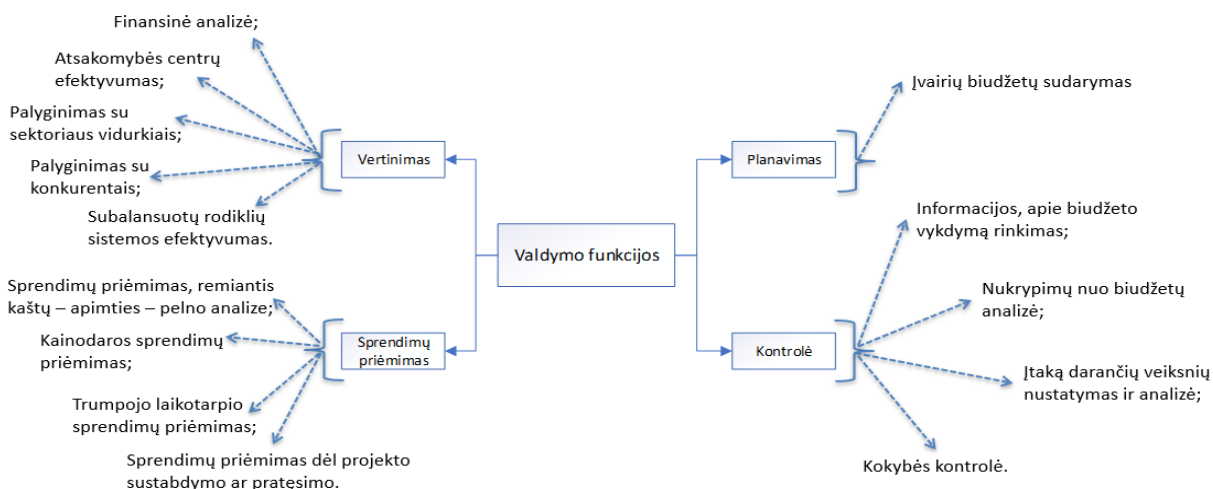 Finansinė analizė;
Atsakomybės centrų
efektyvumas;
Palyginimas su
sektoriaus vidurkiais;
Palyginimas su
konkurentais;
Subalansuotų rodiklių
sistemos efektyvumas.
Vertinimas
Sprendimų priėmimas, remiantis
kaštų – apimties – pelno analize;
Kainodaros sprendimų
priėmimas;
Trumpojo laikotarpio
sprendimų priėmimas;
Sprendimų priėmimas dėl projekto
sustabdymo ar pratęsimo.
Sprendimų
priėmimas
Valdymo funkcijos
Planavimas
Įvairių biudžetų sudarymas
Kontrolė
Informacijos, apie biudžeto
vykdymą rinkimas;
Nukrypimų nuo biudžetų
analizė;
Įtaką darančių veiksnių
nustatymas ir analizė;
Kokybės kontrolė.